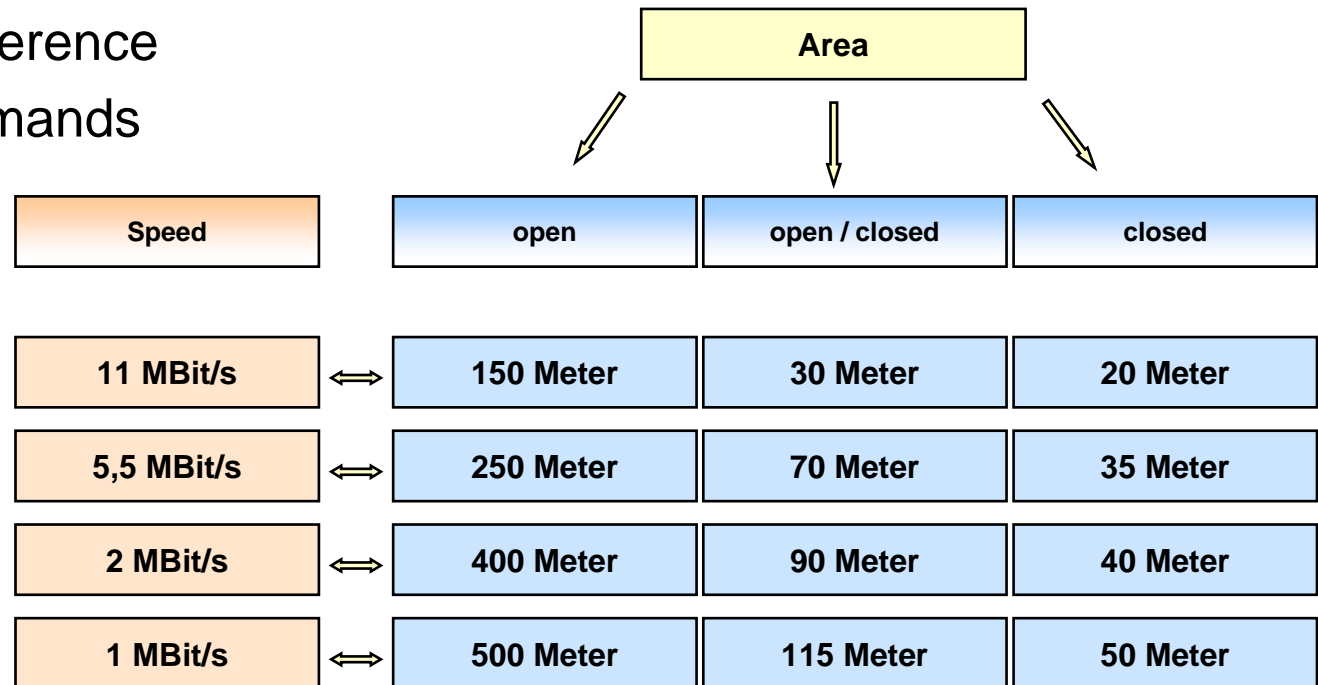 erence
mands
Area
Speed open open / closed closed
11 MBit/s 150 Meter 30 Meter 20 Meter
5,5 MBit/s 250 Meter 70 Meter 35 Meter
2 MBit/s 400 Meter 90 Meter 40 Meter
1 MBit/s 500 Meter 115 Meter 50 Meter